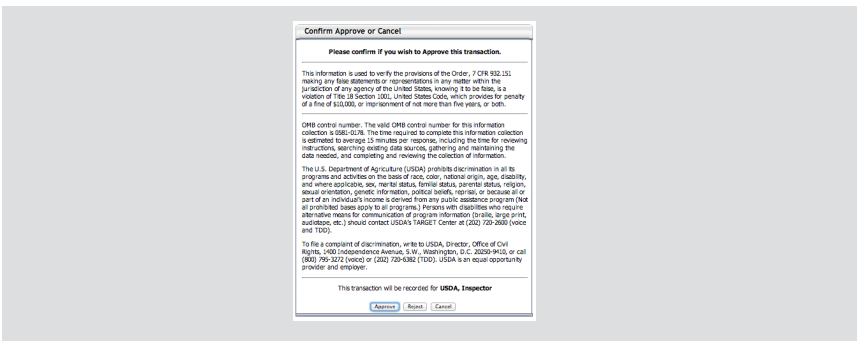 Confirm Approve or Cancel
Please confirm if you wish to Approve this transaction.
This information is used to verify the provisions of the Order, 7 CFR 932.151
making any false statements or representations in any matter within the
jurisdiction of any agency of the United States, knowing it to be false, is a
violation of Title 18 Section 1001, United States Code, which provides for penalty
of a fine of $10,000, or imprisonment of not more than five years, or both.
OMB control number. The valid OMB control number for this information
collection is 0581-0178. The time required to complete this information collection
is estimated to average 15 minutes per response, including the time for reviewing
instructions, searching existing data sources, gathering and maintaining the
data needed, and completing and reviewing the collection of information.
The U.S. Department of Agriculture (USDA) prohibits discrimination in all its
programs and activities on the basis of race, color, national origin, age, disability,
and where applicable, sex, marital status, familial status, parental status, religion,
sexual orientation, genetic information, political beliefs, reprisal, or because all or
part of an individual's income is derived from any public assistance program (Not
all prohibited bases apply to all programs.) Persons with disabilities who require
alternative means for communication of program information (braille, large print,
audiotape, etc.) should contact USDA's TARGET Center at (202) 720-2600 (voice
and TDD).
To file a complaint of discrimination, write to USDA, Director, Office of Civil
Rights, 1400 Independence Avenue, S.W., Washington, D.C. 20250-9410, or call
(800) 795-3272 (voice) or (202) 720-6382 (TDD). USDA is an equal opportunity
provider and employer.
This transaction will be recorded for USDA, Inspector
Approve Reject Cancel